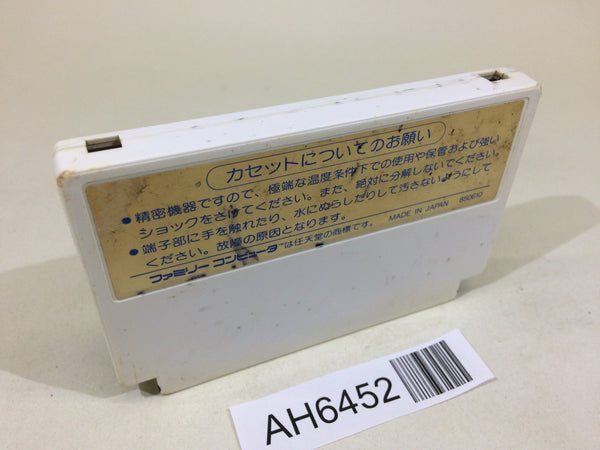 カセットについてのお願い
●精密機器ですので、極端な温度条件下での使用や保管および強い
ショックをさけてください。また、絶対に分解しないでください。
●端子部に手を触れたり、水にぬらしたりして汚さないようにして
ください。故障の原因となります。
ファミリーコンピュータ™は任天堂の商標です。
MADE IN JAPAN
850610
AH6452